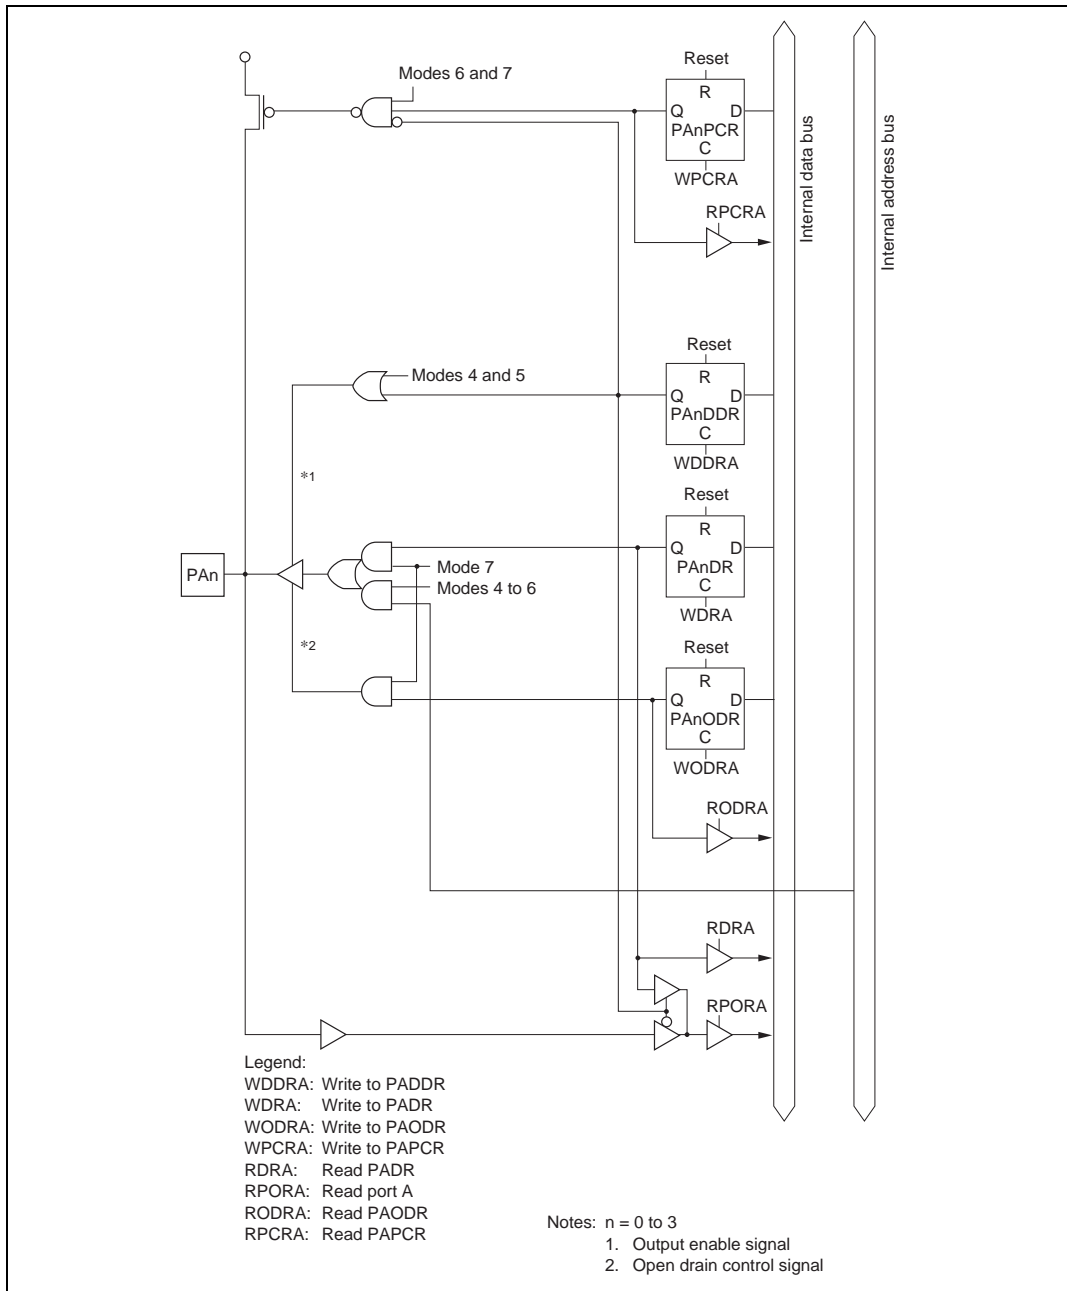 Modes 6 and 7
Reset
R
Q D
PAnPCR
C
WPCRA
RPCRA
Internal data bus
Internal address bus
Reset
R
Modes 4 and 5
Q D
PAnDDR
C
WDDRA
*1
Reset
R
Q D
PAn
Mode 7
PAnDR
C
Modes 4 to 6
WDRA
*2
Reset
R
Q D
PAnODR
C
WODRA
RODRA
RDRA
RPORA
Legend:
WDDRA: Write to PADDR
WDRA: Write to PADR
WODRA: Write to PAODR
WPCRA: Write to PAPCR
RDRA: Read PADR
RPORA: Read port A
RODRA: Read PAODR
RPCRA: Read PAPCR
Notes: n = 0 to 3
1. Output enable signal
2. Open drain control signal